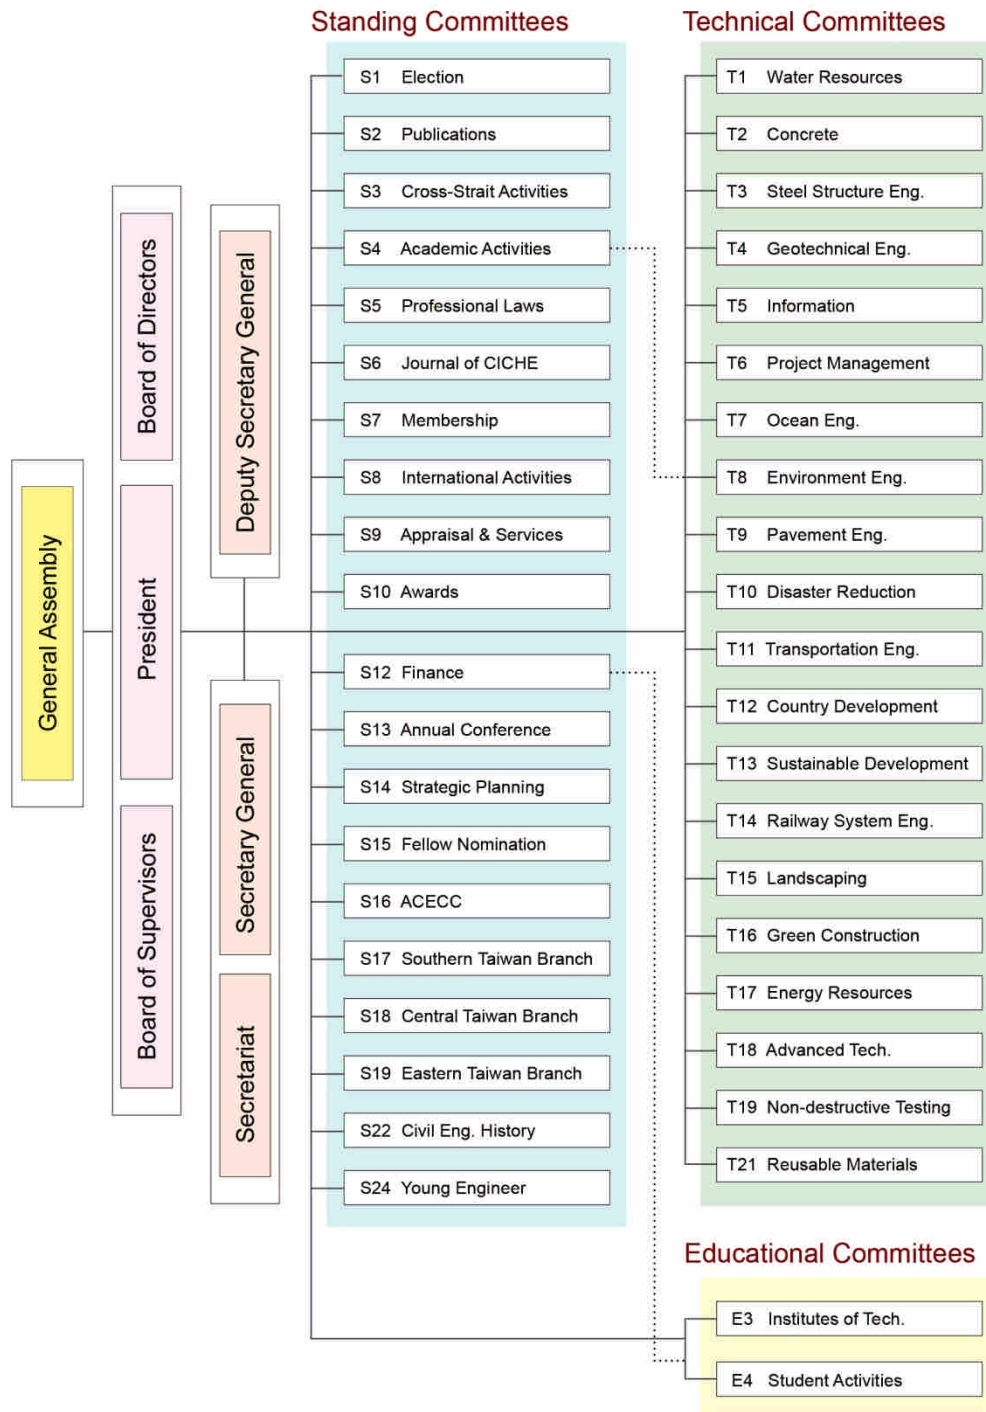 General Assembly
Board of Directors
President
Board of Supervisors
Deputy Secretary General
Secretary General
Secretariat
Standing Committees
S1 Election
S2 Publications
S3 Cross-Strait Activities
S4 Academic Activities
S5 Professional Laws
S6 Journal of CICHE
S7 Membership
S8 International Activities
S9 Appraisal & Services
S10 Awards
S12 Finance
S13 Annual Conference
S14 Strategic Planning
S15 Fellow Nomination
S16 ACECC
S17 Southern Taiwan Branch
S18 Central Taiwan Branch
S19 Eastern Taiwan Branch
S22 Civil Eng. History
S24 Young Engineer
Technical Committees
T1 Water Resources
T2 Concrete
T3 Steel Structure Eng.
T4 Geotechnical Eng.
T5 Information
T6 Project Management
T7 Ocean Eng.
T8 Environment Eng.
T9 Pavement Eng.
T10 Disaster Reduction
T11 Transportation Eng.
T12 Country Development
T13 Sustainable Development
T14 Railway System Eng.
T15 Landscaping
T16 Green Construction
T17 Energy Resources
T18 Advanced Tech.
T19 Non-destructive Testing
T21 Reusable Materials
Educational Committees
E3 Institutes of Tech.
E4 Student Activities